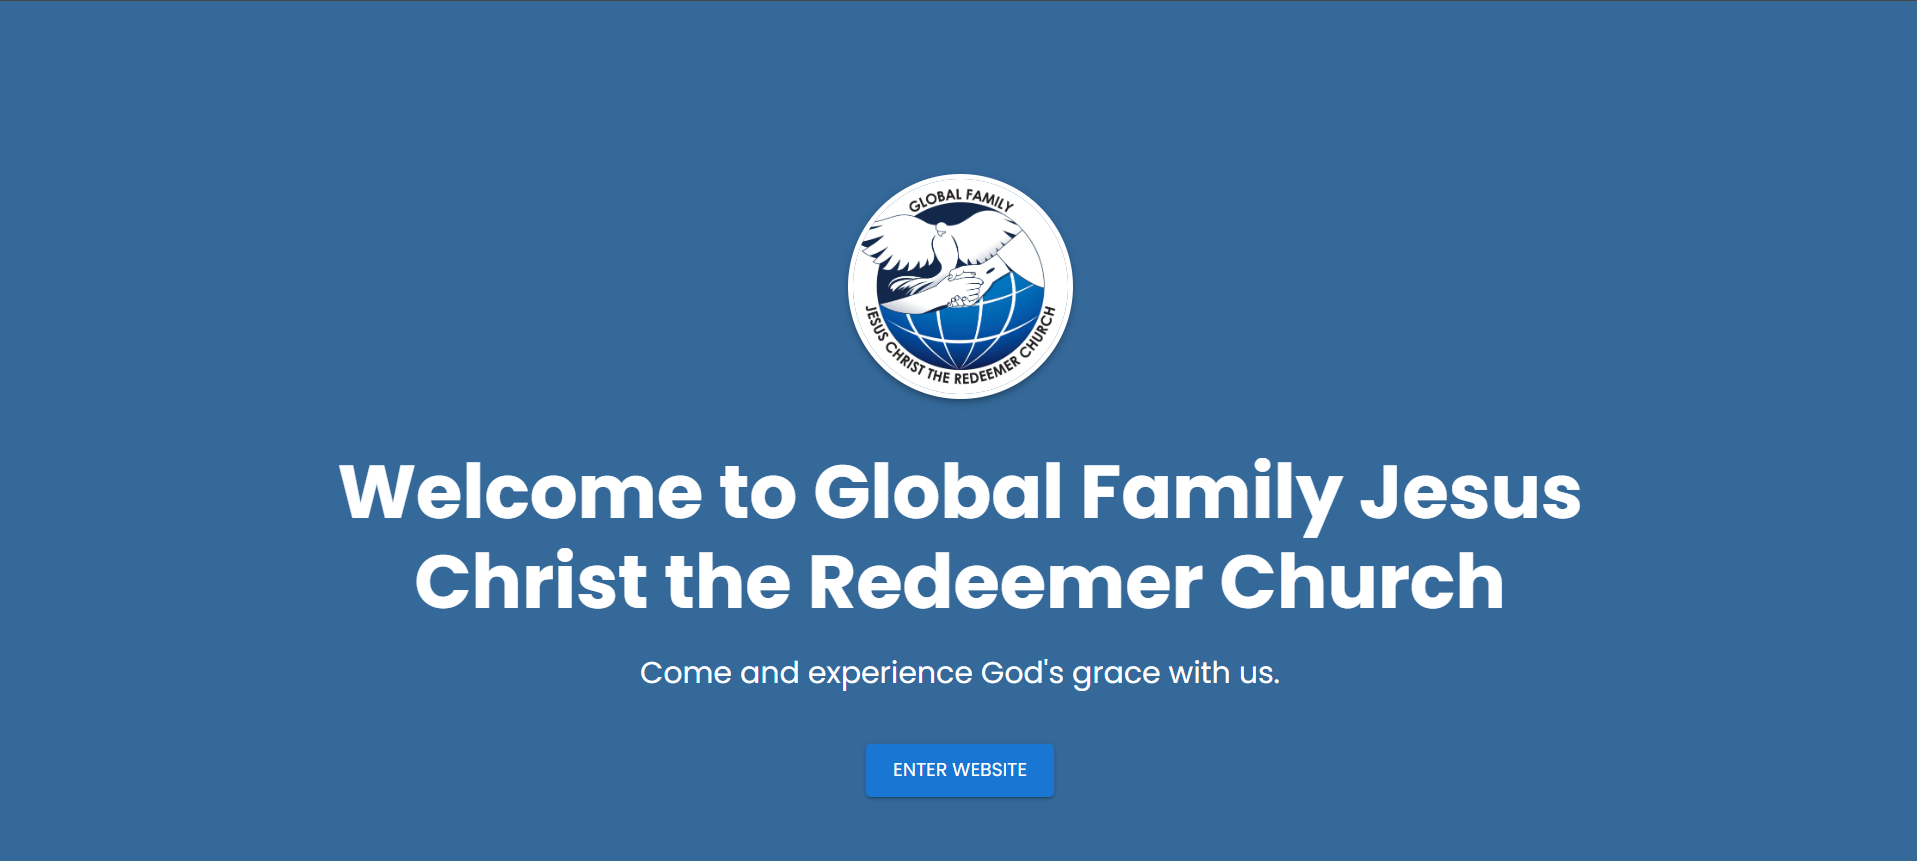 GLOBAL FAMILY
JESUS CHRIST THE REDEEMER CHURCH
Welcome to Global Family Jesus
Christ the Redeemer Church
Come and experience God's grace with us.
ENTER WEBSITE